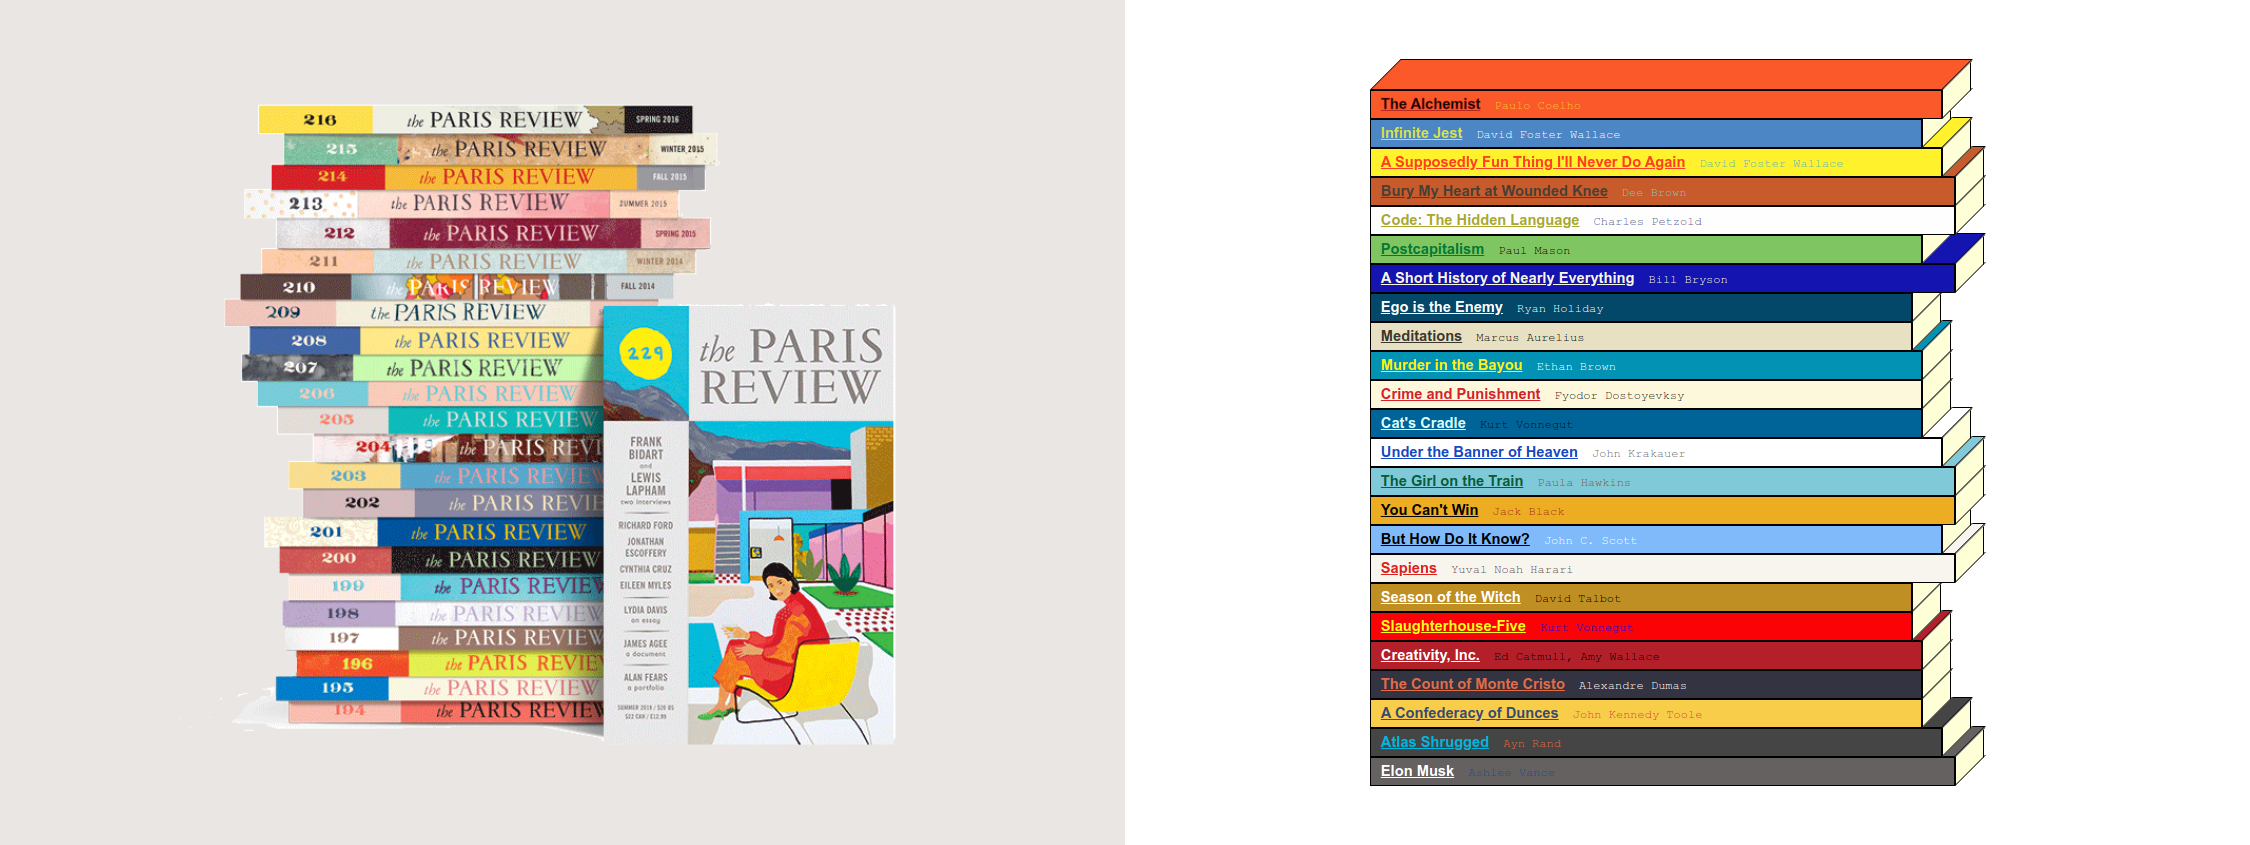 216 the PARIS REVIEW SPRING 2016
215 the PARIS REVIEW WINTER 2015
214 the PARIS REVIEW FALL 2015
213 the PARIS REVIEW SUMMER 2015
212 the PARIS REVIEW SPRING 2015
211 the PARIS REVIEW WINTER 2014
210 the PARIS REVIEW FALL 2014
209 the PARIS REVIEW
208 the PARIS REVIEW
207 the PARIS REVIEW
206 the PARIS REVIEW
205 the PARIS REVIEW
204 the PARIS REVI
203 the PARIS REVIEW
202 the PARIS REVIE
201 the PARIS REVIEW
200 the PARIS REVIEW
199 the PARIS REVIEW
198 the PARIS REVIEW
197 the PARIS REVIEW
196 the PARIS REVIEW
195 the PARIS REVIEW
194 the PARIS REVIEW
229
the PARIS
REVIEW
FRANK
BIDART
and
LEWIS
LAPHAM
two interviews
RICHARD FORD
JONATHAN
ESCOFFERY
CYNTHIA CRUZ
EILEEN MYLES
LYDIA DAVIS
an essay
JAMES AGEE
a document
ALAN FEARS
a portfolio
SUMMER 2019 / $20 US
$22 CAN / £12.99
The Alchemist Paulo Coelho
Infinite Jest David Foster Wallace
A Supposedly Fun Thing I'll Never Do Again David Foster Wallace
Bury My Heart at Wounded Knee Dee Brown
Code: The Hidden Language Charles Petzold
Postcapitalism Paul Mason
A Short History of Nearly Everything Bill Bryson
Ego is the Enemy Ryan Holiday
Meditations Marcus Aurelius
Murder in the Bayou Ethan Brown
Crime and Punishment Fyodor Dostoyevksy
Cat's Cradle Kurt Vonnegut
Under the Banner of Heaven John Krakauer
The Girl on the Train Paula Hawkins
You Can't Win Jack Black
But How Do It Know? John C. Scott
Sapiens Yuval Noah Harari
Season of the Witch David Talbot
Slaughterhouse-Five Kurt Vonnegut
Creativity, Inc. Ed Catmull, Amy Wallace
The Count of Monte Cristo Alexandre Dumas
A Confederacy of Dunces John Kennedy Toole
Atlas Shrugged Ayn Rand
Elon Musk Ashlee Vance